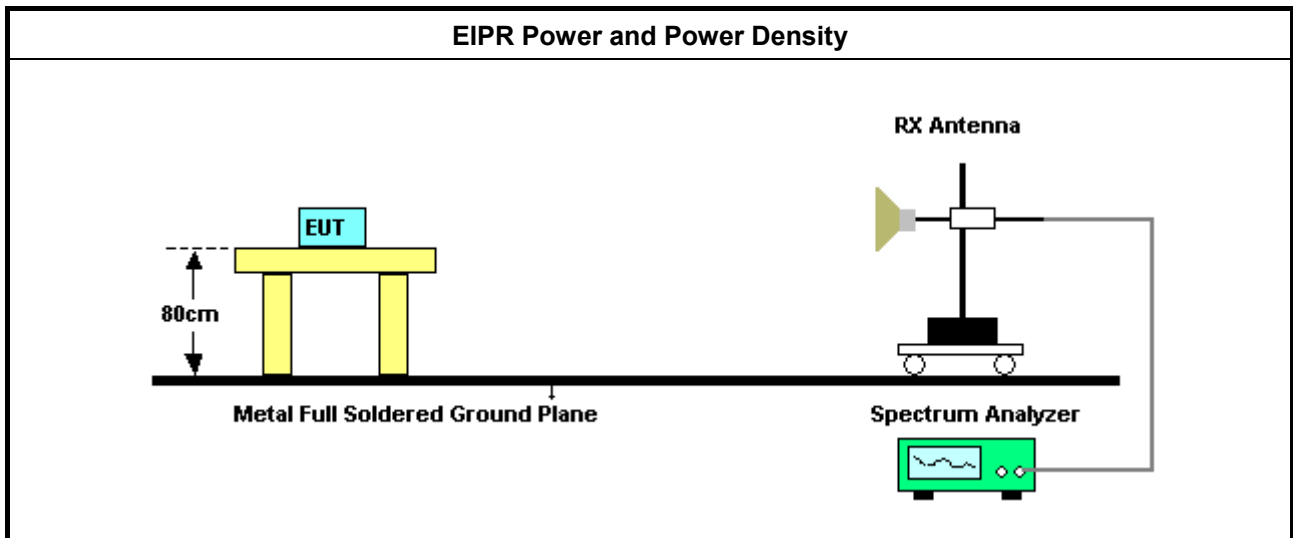 EIPR Power and Power Density
RX Antenna
EUT
80cm
Metal Full Soldered Ground Plane
Spectrum Analyzer